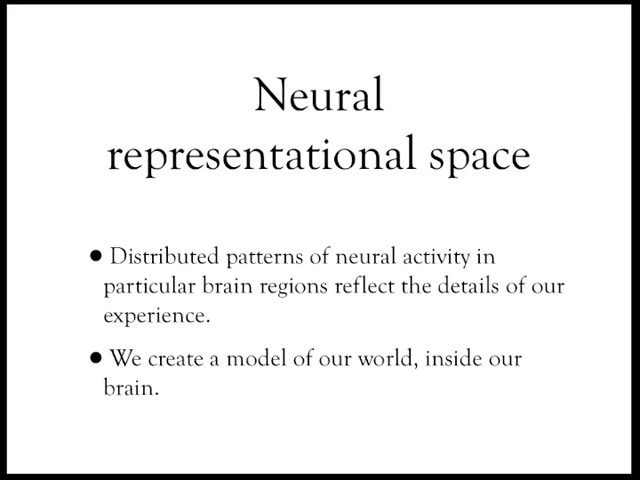 Neural
representational space
• Distributed patterns of neural activity in
particular brain regions reflect the details of our
experience.
• We create a model of our world, inside our
brain.